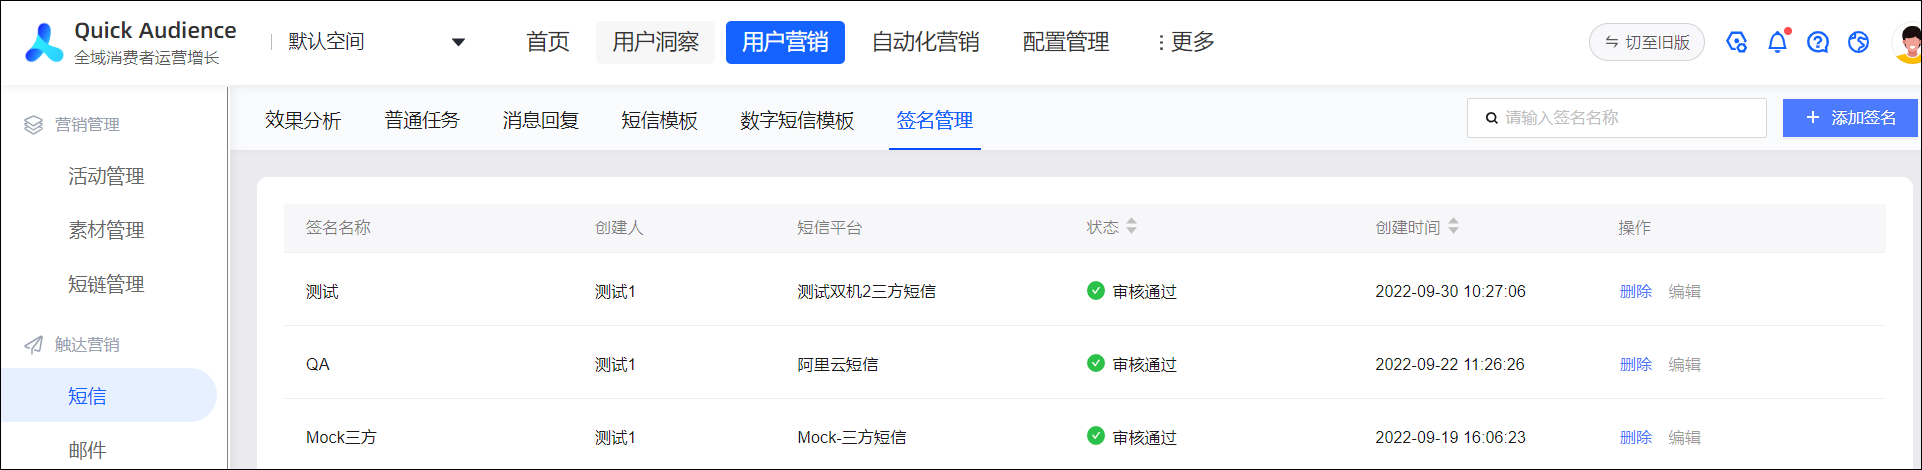 Quick Audience
全域消费者运营增长
默认空间
首页 用户洞察 用户营销 自动化营销 配置管理 更多
切至旧版
营销管理
活动管理
素材管理
短链管理
触达营销
短信
邮件
效果分析 普通任务 消息回复 短信模板 数字短信模板 签名管理
请输入签名名称
+ 添加签名
签名名称 创建人 短信平台 状态 创建时间 操作
测试 测试1 测试双机2三方短信 审核通过 2022-09-30 10:27:06 删除 编辑
QA 测试1 阿里云短信 审核通过 2022-09-22 11:26:26 删除 编辑
Mock三方 测试1 Mock-三方短信 审核通过 2022-09-19 16:06:23 删除 编辑